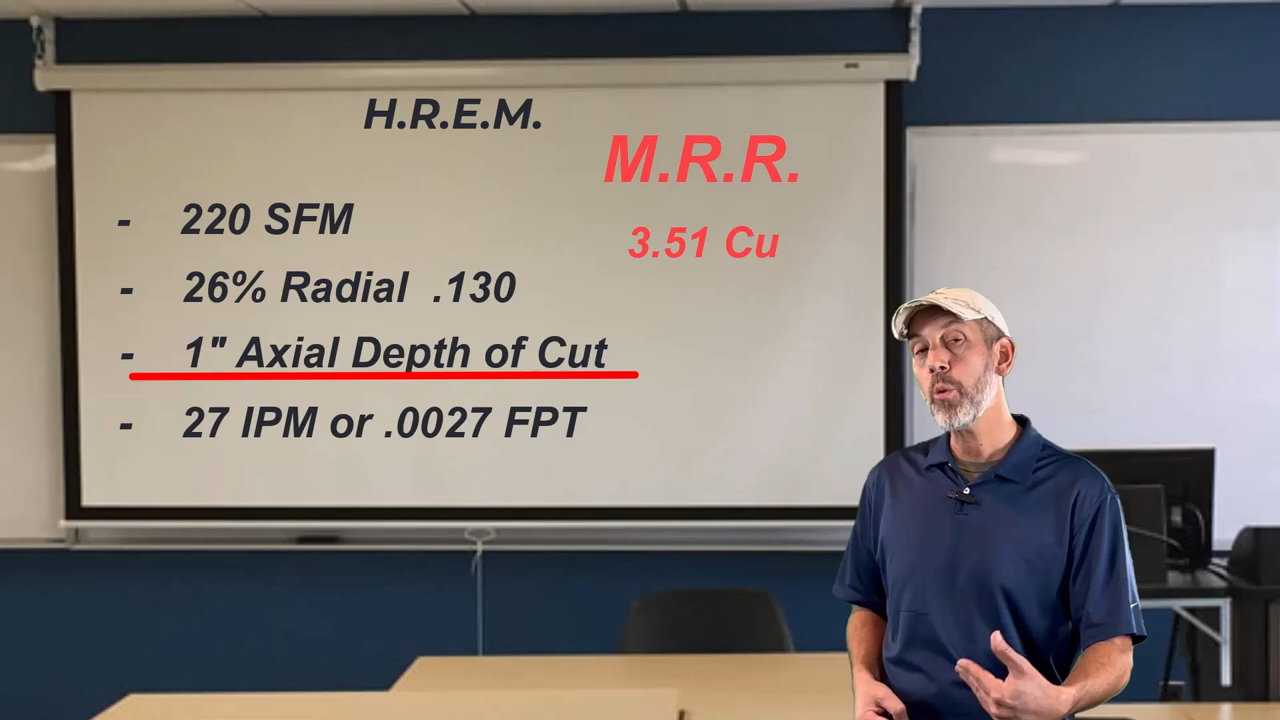 H.R.E.M.
M.R.R.
- 220 SFM
3.51 Cu
- 26% Radial .130
- 1" Axial Depth of Cut
- 27 IPM or .0027 FPT